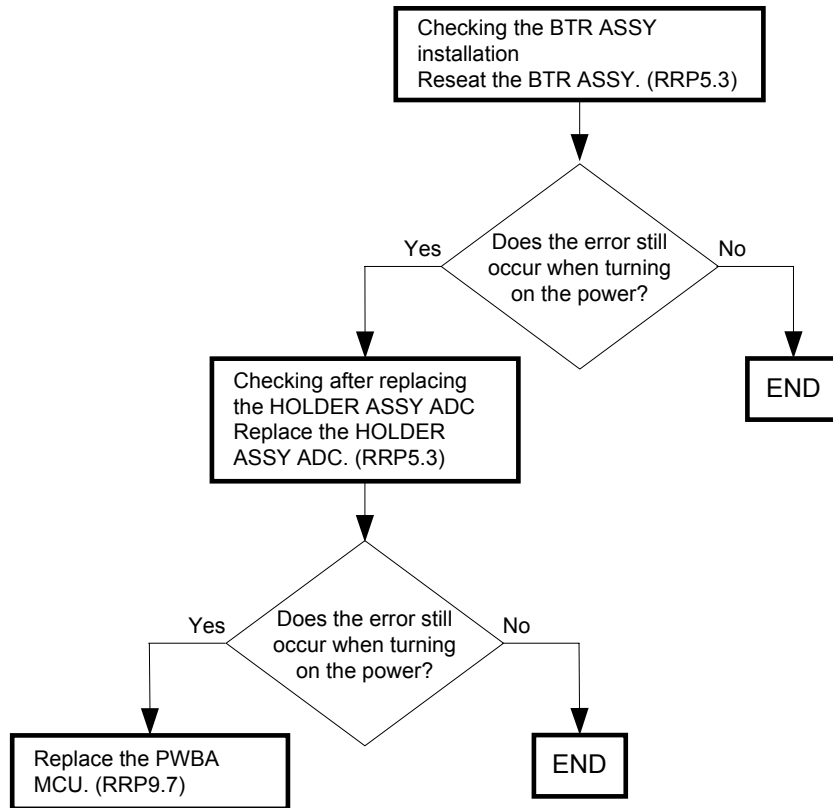 Checking the BTR ASSY
installation
Reseat the BTR ASSY. (RRP5.3)
Does the error still
occur when turning
on the power?
Yes
No
Checking after replacing
the HOLDER ASSY ADC
Replace the HOLDER
ASSY ADC. (RRP5.3)
END
Does the error still
occur when turning
on the power?
Yes
No
Replace the PWBA
MCU. (RRP9.7)
END